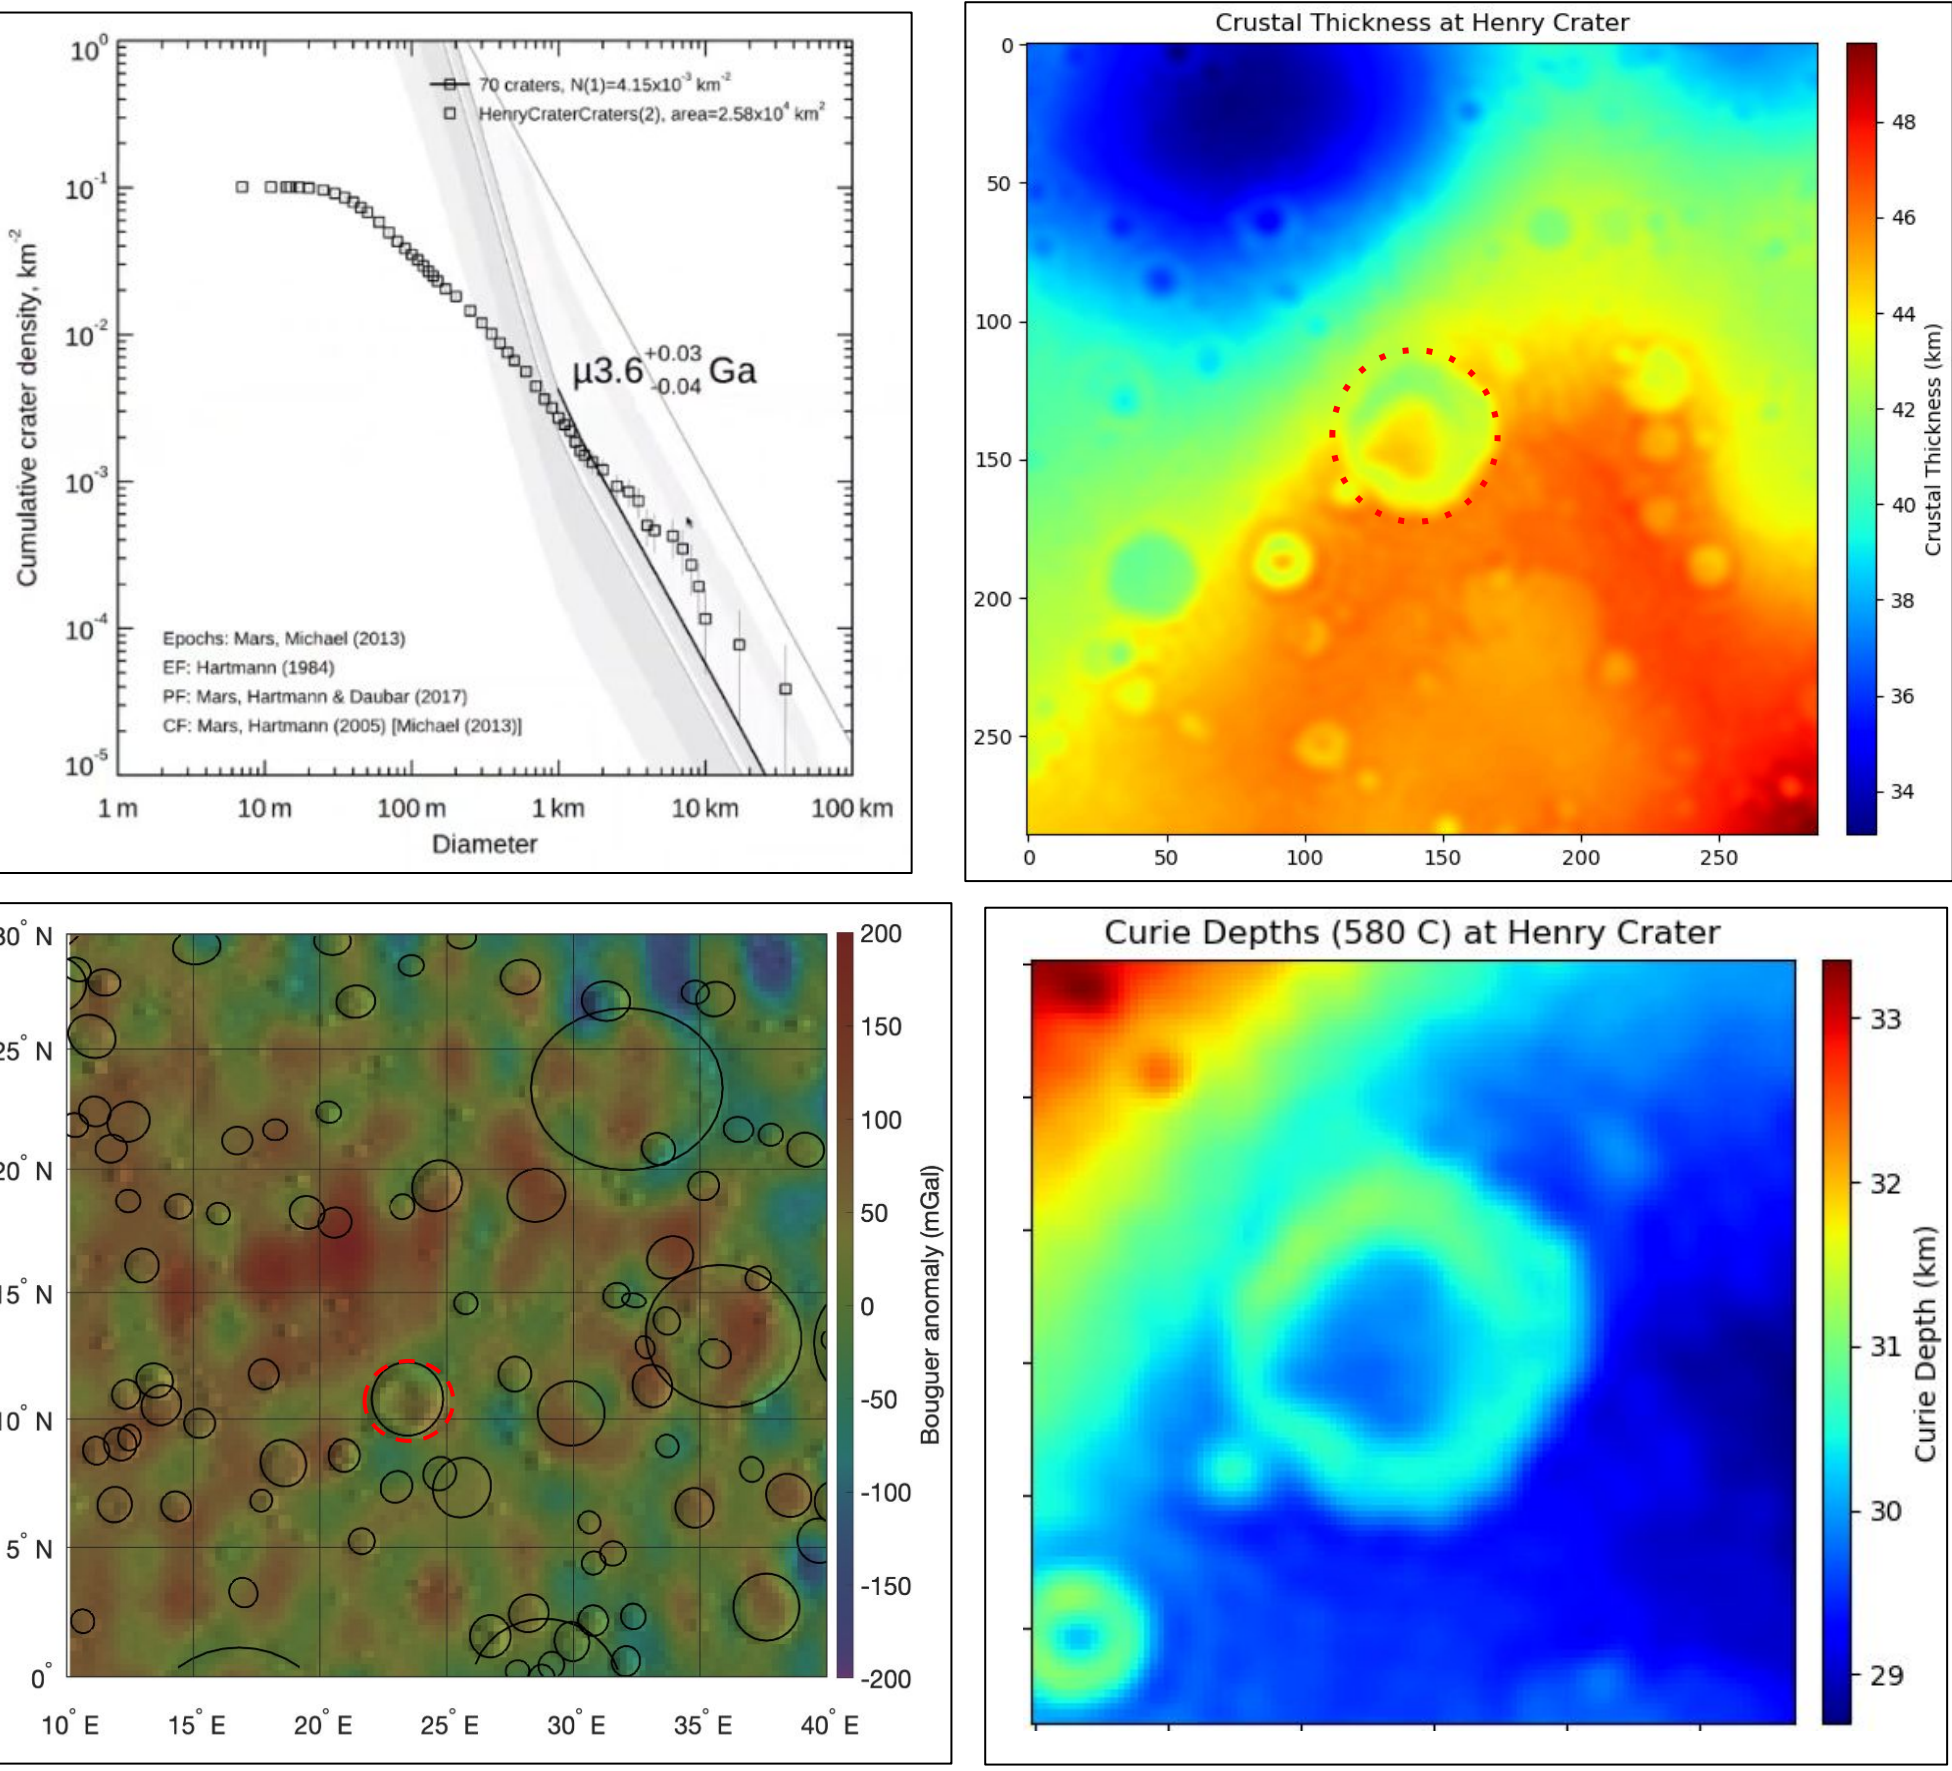 10^0
10^-1
10^-2
10^-3
10^-4
10^-5
Cumulative crater density, km^-2
70 craters, N(1)=4.15x10^-3 km^-2
HenryCraterCraters(2), area=2.58x10^4 km^2
μ3.6 +0.03 -0.04 Ga
Epochs: Mars, Michael (2013)
EF: Hartmann (1984)
PF: Mars, Hartmann & Daubar (2017)
CF: Mars, Hartmann (2005) [Michael (2013)]
1 m 10 m 100 m 1 km 10 km 100 km
Diameter
Crustal Thickness at Henry Crater
0
50
100
150
200
250
0 50 100 150 200 250
48
46
44
42
40
38
36
34
Crustal Thickness (km)
30° N
25° N
20° N
15° N
10° N
5° N
0°
10° E 15° E 20° E 25° E 30° E 35° E 40° E
200
150
100
50
0
-50
-100
-150
-200
Bouguer anomaly (mGal)
Curie Depths (580 C) at Henry Crater
33
32
31
30
29
Curie Depth (km)